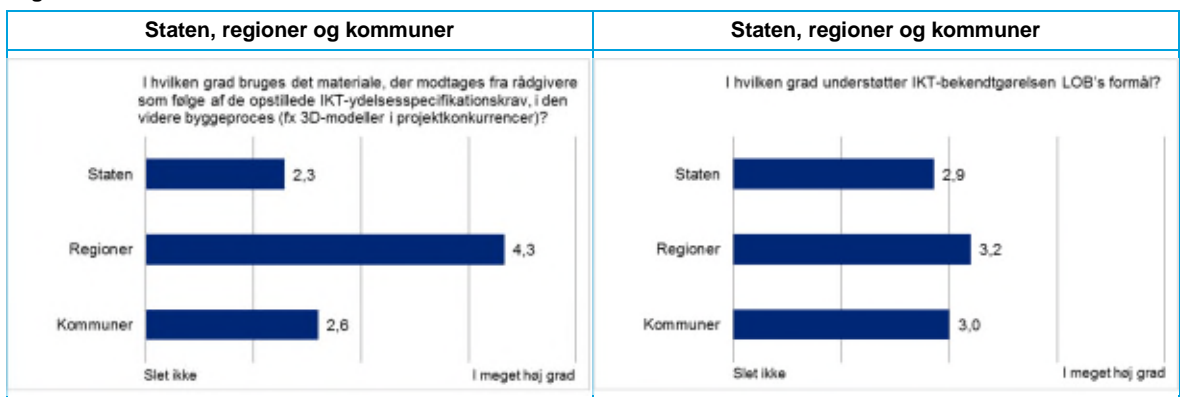 Staten, regioner og kommuner
I hvilken grad bruges det materiale, der modtages fra rådgivere
som følge af de opstillede IKT-ydelsesspecifikationskrav, i den
videre byggeproces (fx 3D-modeller i projektkonkurrencer)?
Staten 2,3
Regioner 4,3
Kommuner 2,6
Slet ikke I meget høj grad
Staten, regioner og kommuner
I hvilken grad understøtter IKT-bekendtgørelsen LOB's formål?
Staten 2,9
Regioner 3,2
Kommuner 3,0
Slet ikke I meget høj grad